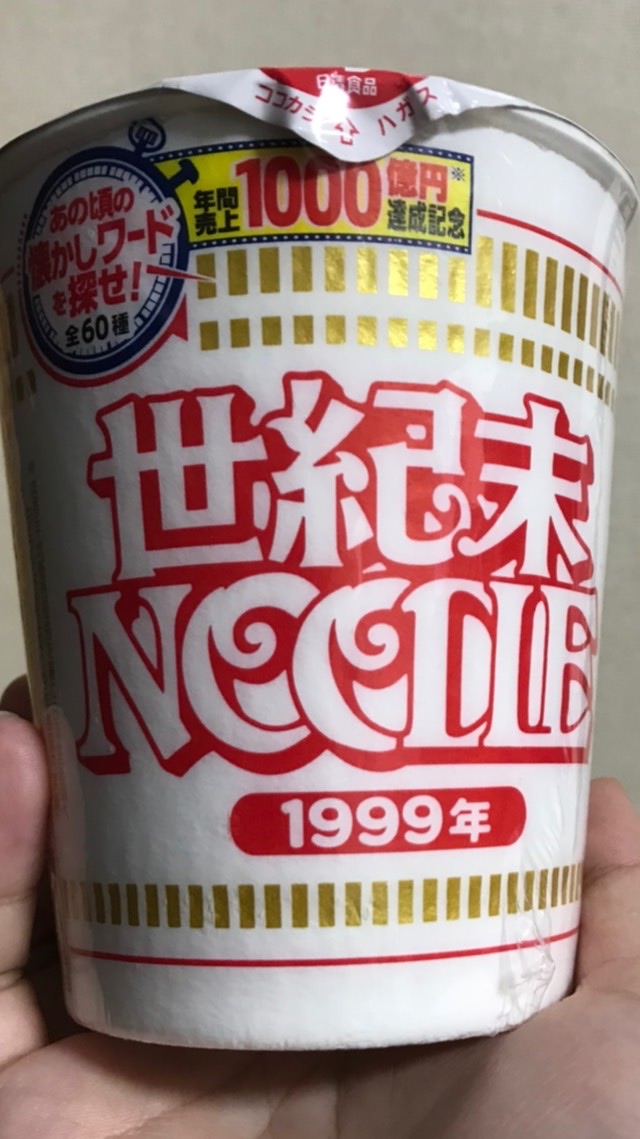 日清食品
ココカラ ハガス
年間売上1000億円※達成記念
あの頃の
懐かしワード
を探せ!
全60種
世紀末
NOODLE
1999年